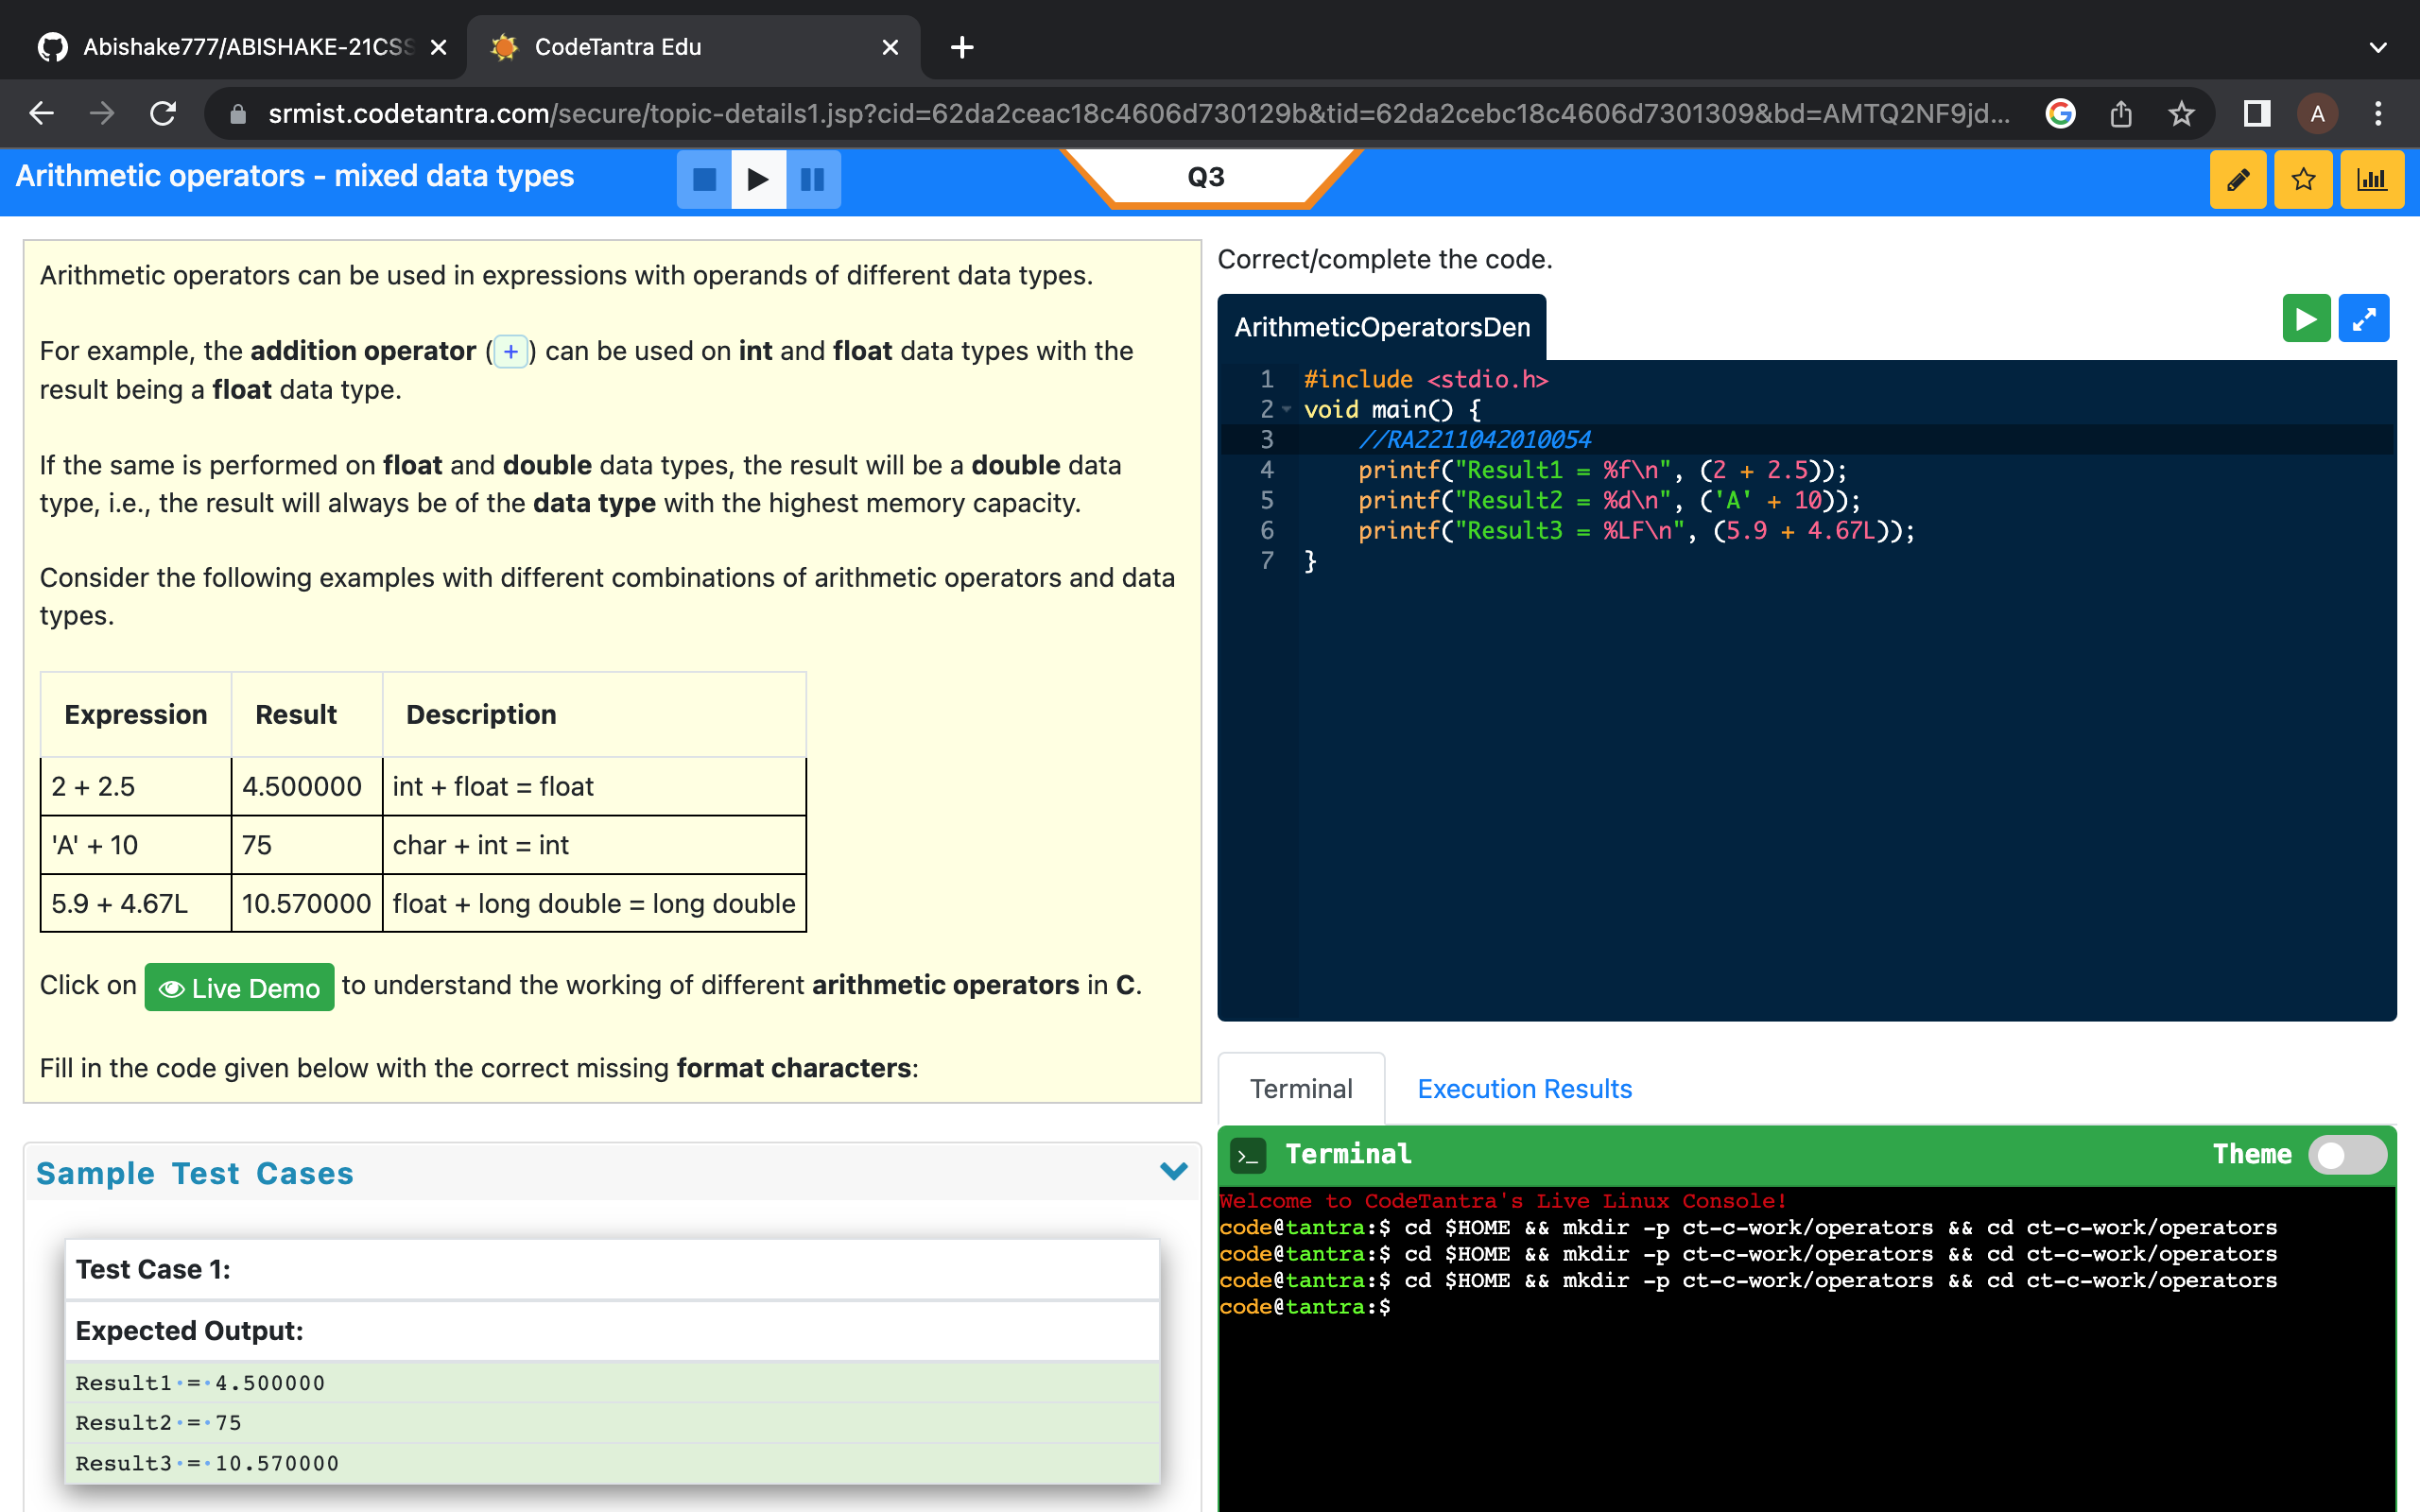 Abishake777/ABISHAKE-21CSS
CodeTantra Edu
srmist.codetantra.com/secure/topic-details1.jsp?cid=62da2ceac18c4606d730129b&tid=62da2cebc18c4606d7301309&bd=AMTQ2NF9jd...
A
Arithmetic operators - mixed data types
Q3
Arithmetic operators can be used in expressions with operands of different data types.
For example, the addition operator (+) can be used on int and float data types with the
result being a float data type.
If the same is performed on float and double data types, the result will be a double data
type, i.e., the result will always be of the data type with the highest memory capacity.
Consider the following examples with different combinations of arithmetic operators and data
types.
Expression Result Description
2 + 2.5 4.500000 int + float = float
'A' + 10 75 char + int = int
5.9 + 4.67L 10.570000 float + long double = long double
Click on Live Demo to understand the working of different arithmetic operators in C.
Fill in the code given below with the correct missing format characters:
Sample Test Cases
Test Case 1:
Expected Output:
Result1·=·4.500000
Result2·=·75
Result3·=·10.570000
Correct/complete the code.
ArithmeticOperatorsDen
1 #include <stdio.h>
2 void main() {
3 //RA2211042010054
4 printf("Result1 = %f\n", (2 + 2.5));
5 printf("Result2 = %d\n", ('A' + 10));
6 printf("Result3 = %LF\n", (5.9 + 4.67L));
7 }
Terminal Execution Results
>_ Terminal Theme
Welcome to CodeTantra's Live Linux Console!
code@tantra:$ cd $HOME && mkdir -p ct-c-work/operators && cd ct-c-work/operators
code@tantra:$ cd $HOME && mkdir -p ct-c-work/operators && cd ct-c-work/operators
code@tantra:$ cd $HOME && mkdir -p ct-c-work/operators && cd ct-c-work/operators
code@tantra:$